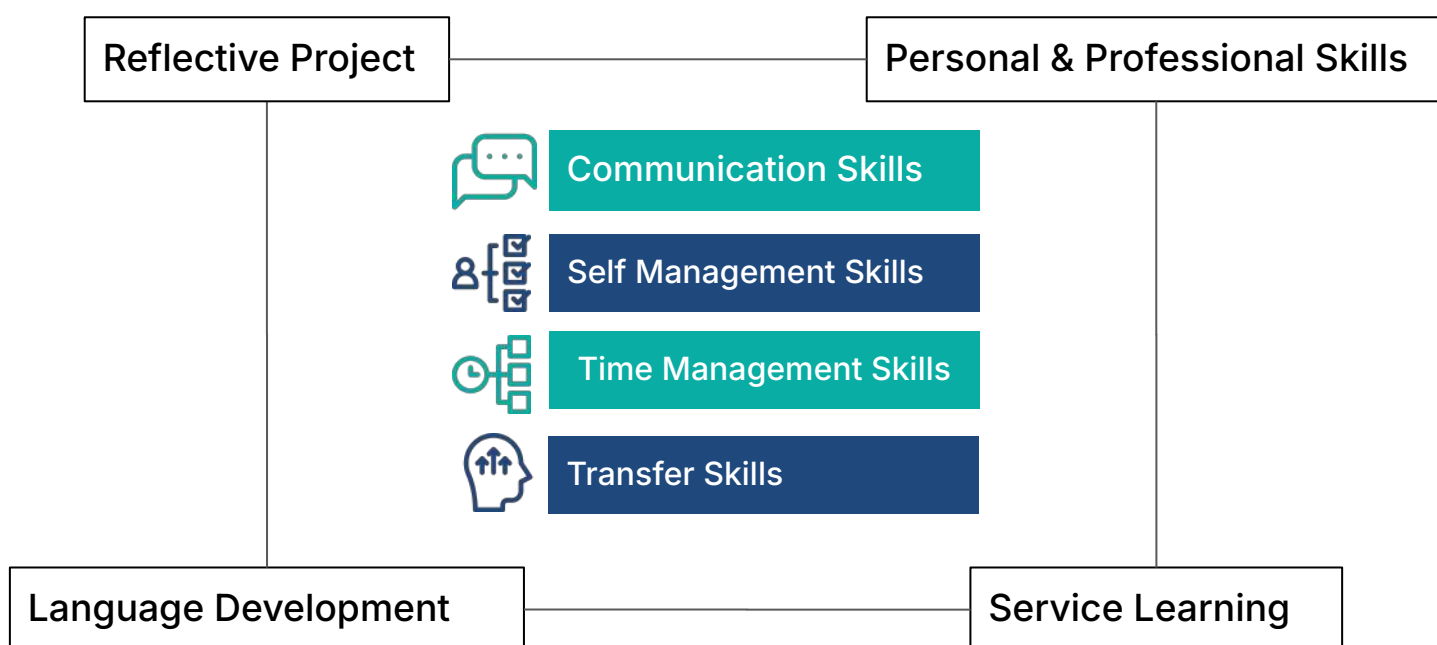 Reflective Project
Personal & Professional Skills
Communication Skills
Self Management Skills
Time Management Skills
Transfer Skills
Language Development
Service Learning